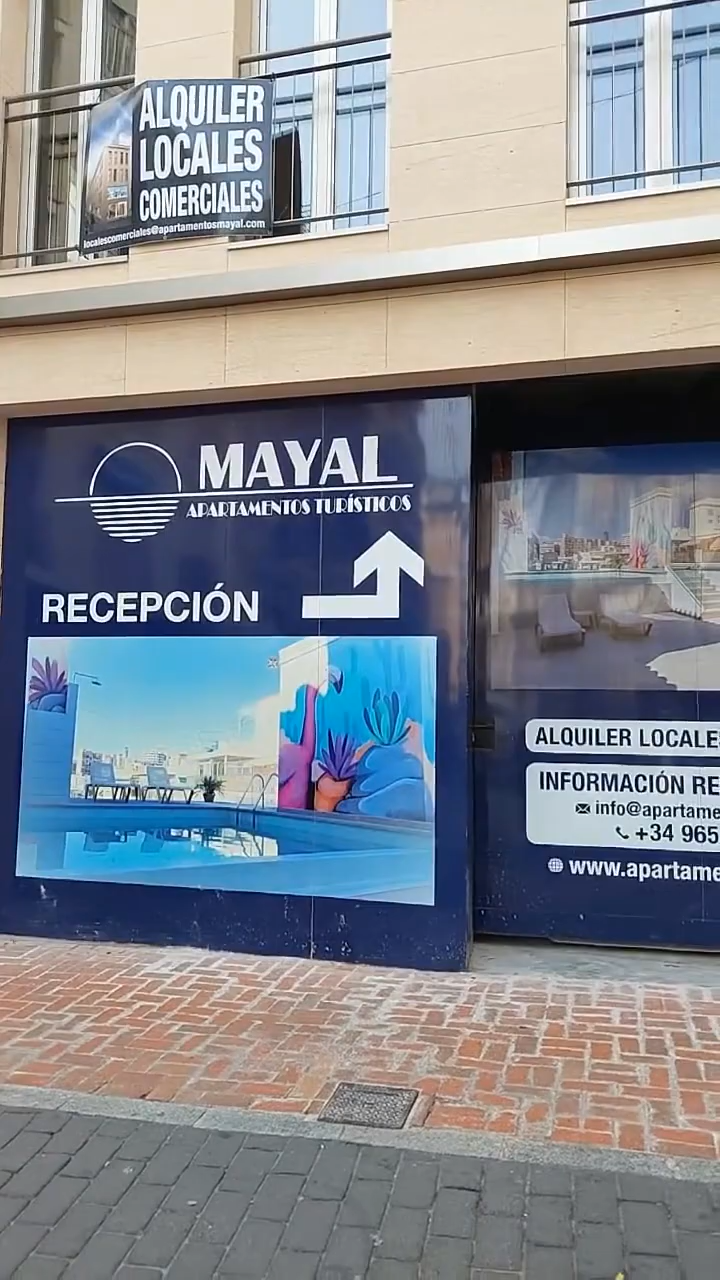 ALQUILER
LOCALES
COMERCIALES
localescomerciales@apartamentosmayal.com
MAYAL
APARTAMENTOS TURÍSTICOS
RECEPCIÓN
ALQUILER LOCALE
INFORMACIÓN RE
info@apartame
+34 965
www.apartame